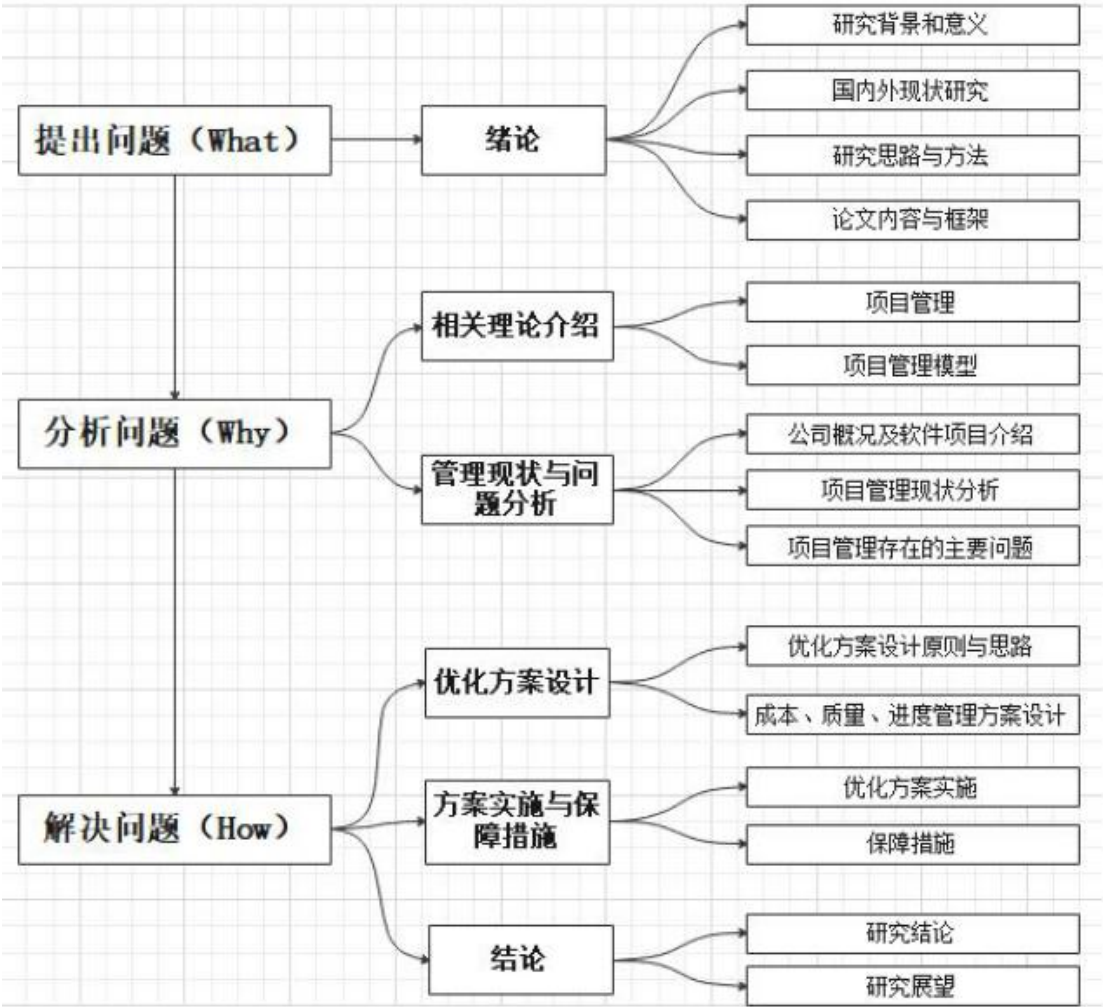 提出问题（What）
绪论
研究背景和意义
国内外现状研究
研究思路与方法
论文内容与框架
分析问题（Why）
相关理论介绍
项目管理
项目管理模型
管理现状与问
题分析
公司概况及软件项目介绍
项目管理现状分析
项目管理存在的主要问题
解决问题（How）
优化方案设计
优化方案设计原则与思路
成本、质量、进度管理方案设计
方案实施与保
障措施
优化方案实施
保障措施
结论
研究结论
研究展望